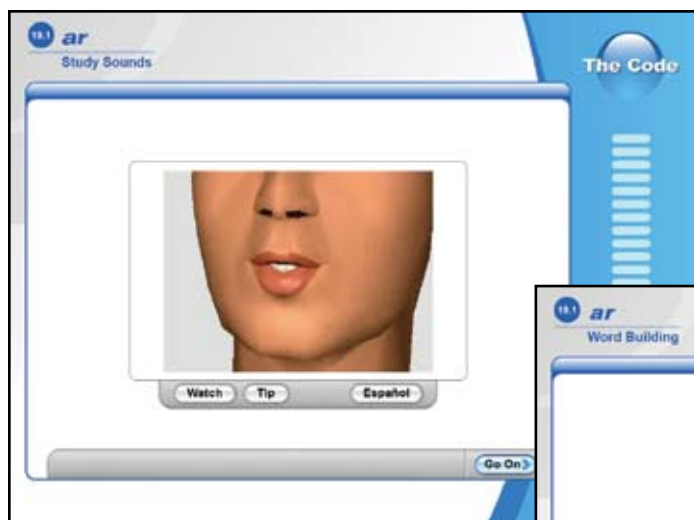 19.1 ar
Study Sounds
The Code
Watch Tip Español
Go On
19.1 ar
Word Building